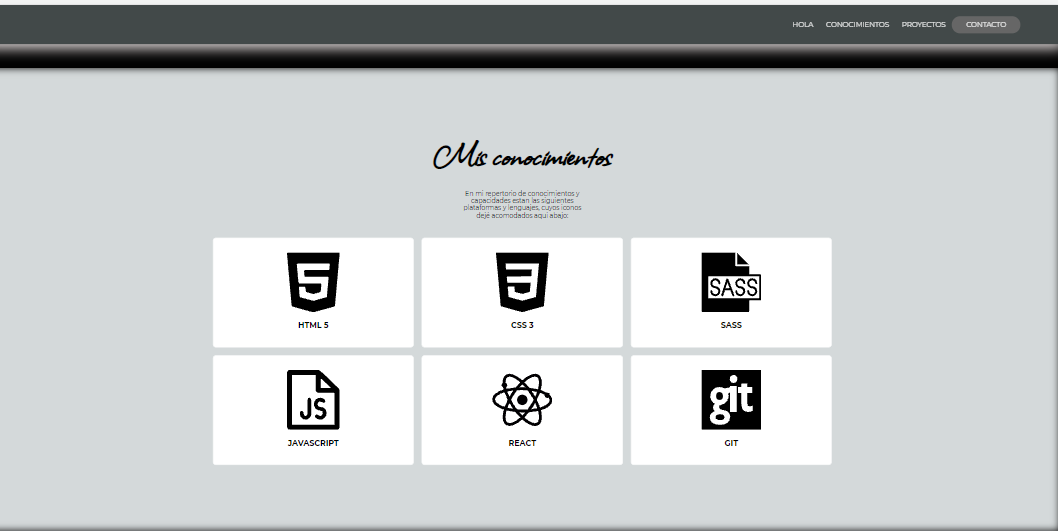 HOLA CONOCIMIENTOS PROYECTOS CONTACTO
Mis conocimientos
En mi repertorio de conocimientos y
capacidades estan las siguientes
plataformas y lenguajes, cuyos iconos
dejé acomodados aqui abajo:
5 3 SASS
HTML 5 CSS 3 SASS
JS git
JAVASCRIPT REACT GIT